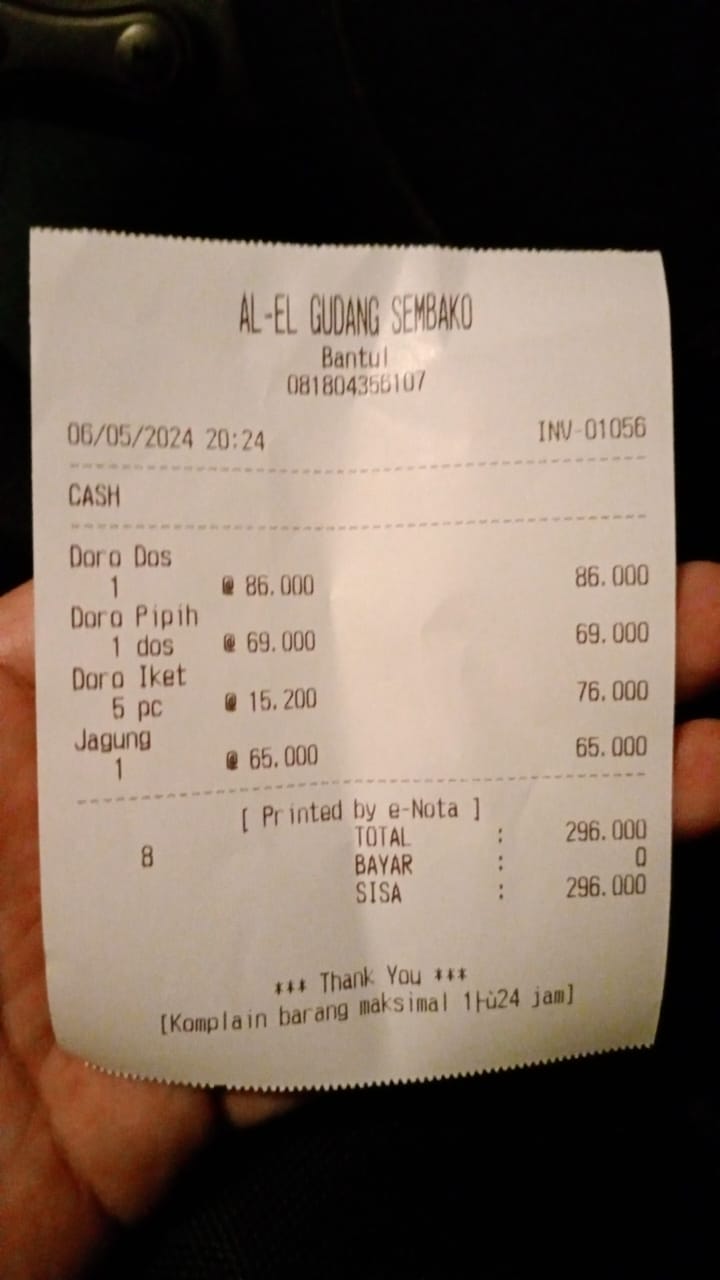 AL-EL GUDANG SEMBAKO
Bantul
081804356107
06/05/2024 20:24 INV-01056
CASH
Doro Dos
1 @ 86.000 86.000
Doro Pipih
1 dos @ 69.000 69.000
Doro Iket
5 pc @ 15.200 76.000
Jagung
1 @ 65.000 65.000
[ Printed by e-Nota ]
TOTAL : 296.000
8 BAYAR : 0
SISA : 296.000
*** Thank You ***
[Komplain barang maksimal 1├ù24 jam]